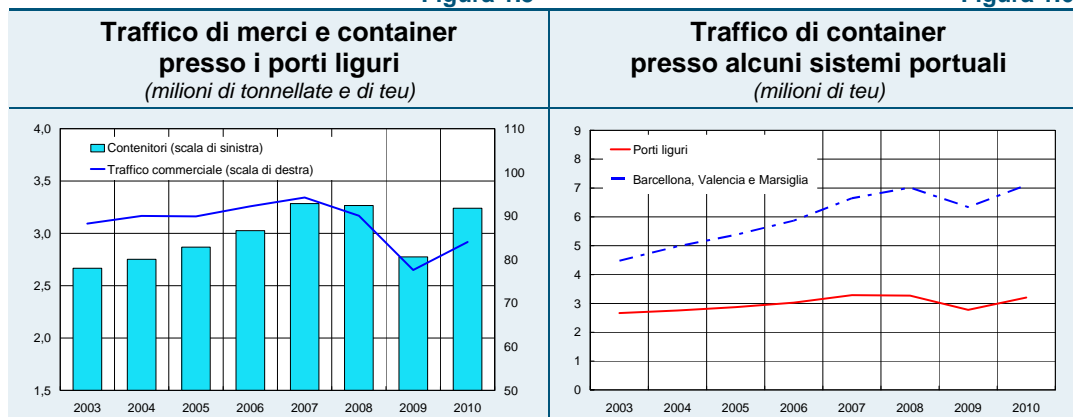 Traffico di merci e container
presso i porti liguri
(milioni di tonnellate e di teu)
4,0
3,5
3,0
2,5
2,0
1,5
110
100
90
80
70
60
50
Contenitori (scala di sinistra)
Traffico commerciale (scala di destra)
2003 2004 2005 2006 2007 2008 2009 2010
Traffico di container
presso alcuni sistemi portuali
(milioni di teu)
9
8
7
6
5
4
3
2
1
0
Porti liguri
Barcellona, Valencia e Marsiglia
2003 2004 2005 2006 2007 2008 2009 2010